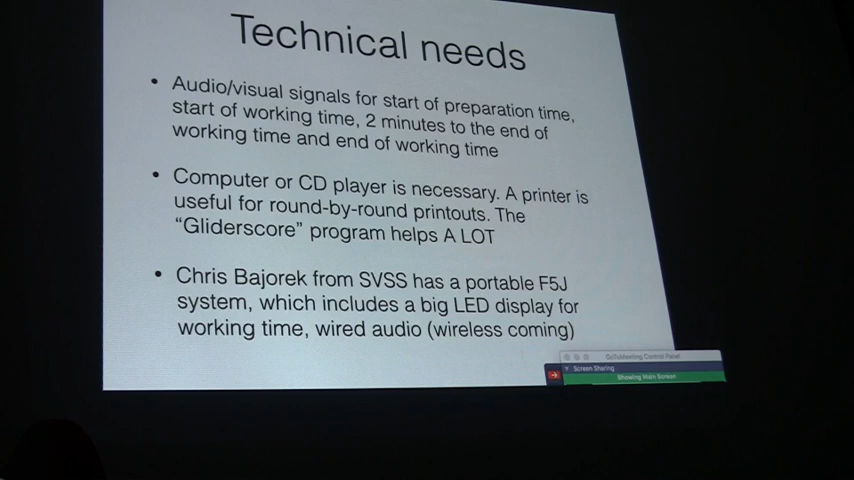 Technical needs
• Audio/visual signals for start of preparation time,
start of working time, 2 minutes to the end of
working time and end of working time
• Computer or CD player is necessary. A printer is
useful for round-by-round printouts. The
“Gliderscore” program helps A LOT
• Chris Bajorek from SVSS has a portable F5J
system, which includes a big LED display for
working time, wired audio (wireless coming)
GoToMeeting Control Panel
Screen Sharing
Showing Main Screen